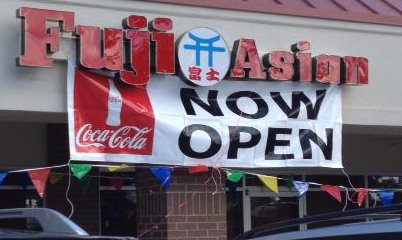 Fuji 富士 Asian
Coca-Cola
NOW
OPEN